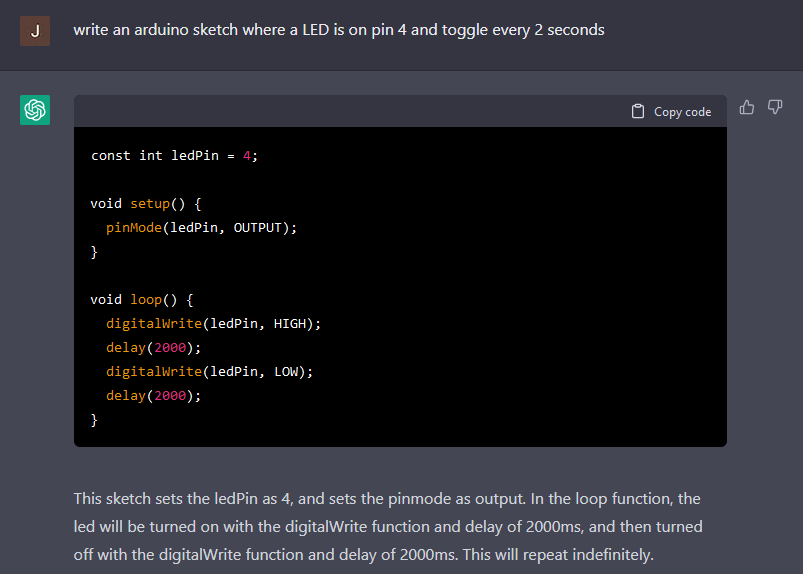 J
write an arduino sketch where a LED is on pin 4 and toggle every 2 seconds
Copy code
const int ledPin = 4;
void setup() {
  pinMode(ledPin, OUTPUT);
}
void loop() {
  digitalWrite(ledPin, HIGH);
  delay(2000);
  digitalWrite(ledPin, LOW);
  delay(2000);
}
This sketch sets the ledPin as 4, and sets the pinmode as output. In the loop function, the
led will be turned on with the digitalWrite function and delay of 2000ms, and then turned
off with the digitalWrite function and delay of 2000ms. This will repeat indefinitely.